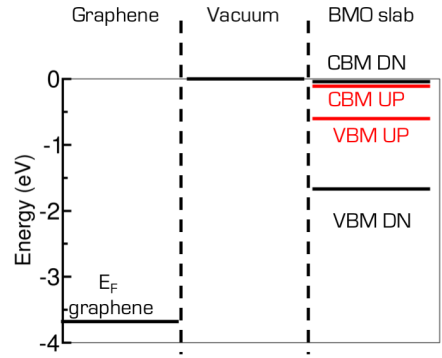 Graphene
Vacuum
BMO slab
CBM DN
0
CBM UP
VBM UP
-1
Energy (eV)
-2
VBM DN
-3
E_F
graphene
-4